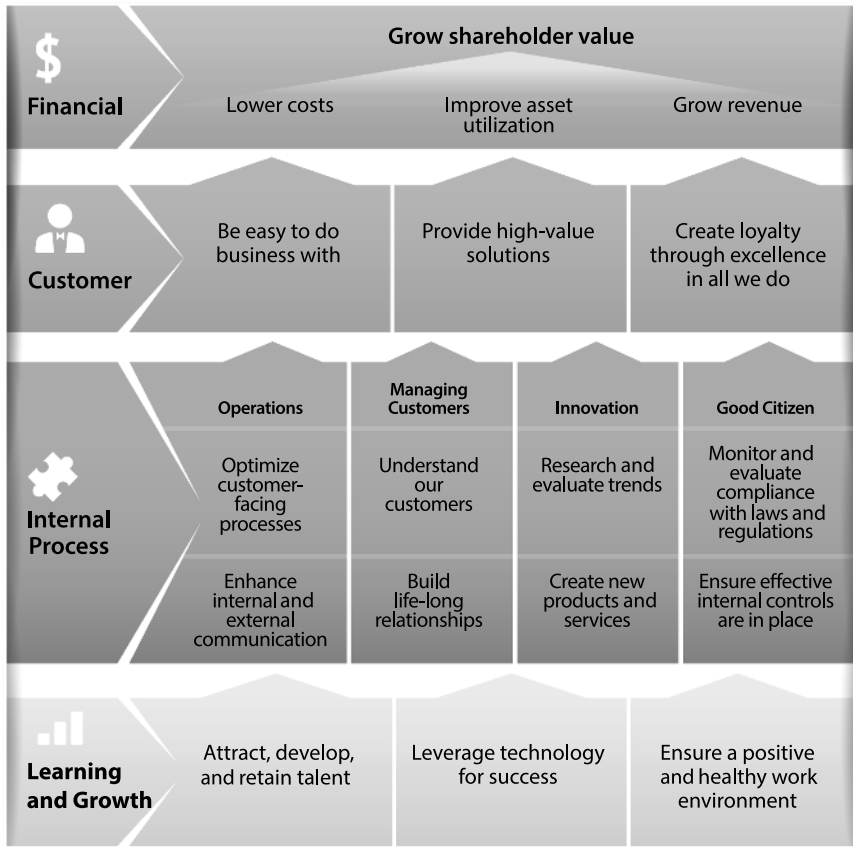 Grow shareholder value
$
Financial
Lower costs
Improve asset
utilization
Grow revenue
Customer
Be easy to do
business with
Provide high-value
solutions
Create loyalty
through excellence
in all we do
Internal
Process
Operations
Managing
Customers
Innovation
Good Citizen
Optimize
customer-
facing
processes
Understand
our
customers
Research and
evaluate trends
Monitor and
evaluate
compliance
with laws and
regulations
Enhance
internal and
external
communication
Build
life-long
relationships
Create new
products and
services
Ensure effective
internal controls
are in place
Learning
and Growth
Attract, develop,
and retain talent
Leverage technology
for success
Ensure a positive
and healthy work
environment